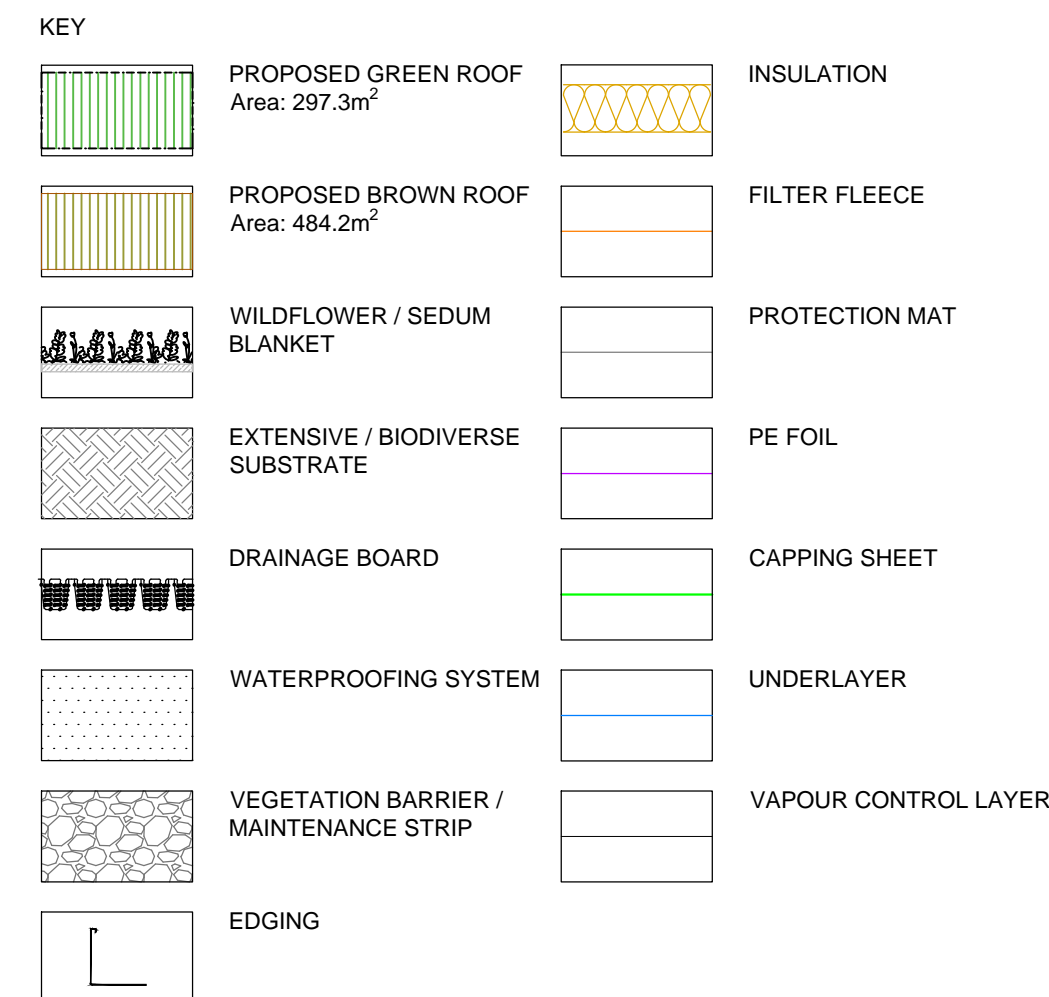 KEY
PROPOSED GREEN ROOF
Area: 297.3m²
PROPOSED BROWN ROOF
Area: 484.2m²
WILDFLOWER / SEDUM
BLANKET
EXTENSIVE / BIODIVERSE
SUBSTRATE
DRAINAGE BOARD
WATERPROOFING SYSTEM
VEGETATION BARRIER /
MAINTENANCE STRIP
EDGING
INSULATION
FILTER FLEECE
PROTECTION MAT
PE FOIL
CAPPING SHEET
UNDERLAYER
VAPOUR CONTROL LAYER